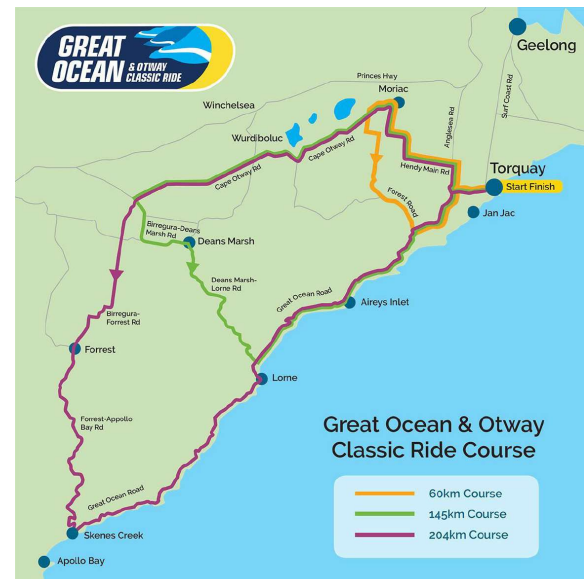 GREAT
OCEAN & OTWAY
CLASSIC RIDE
Geelong
Princes Hwy
Moriac
Winchelsea
Surf Coast Rd
Anglesea Rd
Wurdiboluc
Cape Otway Rd
Hendy Main Rd
Torquay
Start Finish
Cape Otway Rd
Forest Road
Jan Jac
Birregura-Deans
Marsh Rd
Deans Marsh
Deans Marsh-
Lorne Rd
Great Ocean Road
Aireys Inlet
Birregura-
Forrest Rd
Forrest
Lorne
Forrest-Appollo
Bay Rd
Great Ocean Road
Skenes Creek
Apollo Bay
Great Ocean & Otway
Classic Ride Course
60km Course
145km Course
204km Course